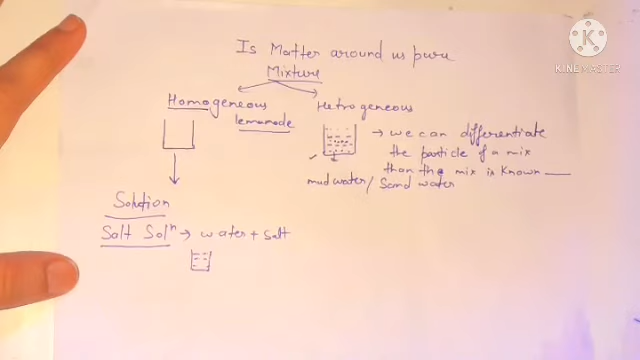 Is Matter around us pure
Mixture
Homogeneous
Hetrogeneous
lemonade
→ we can differentiate
the particle of a mix
than the mix is known ___
mud water / Sand water
Solution
Salt Solⁿ → water + salt
K
KINEMASTER